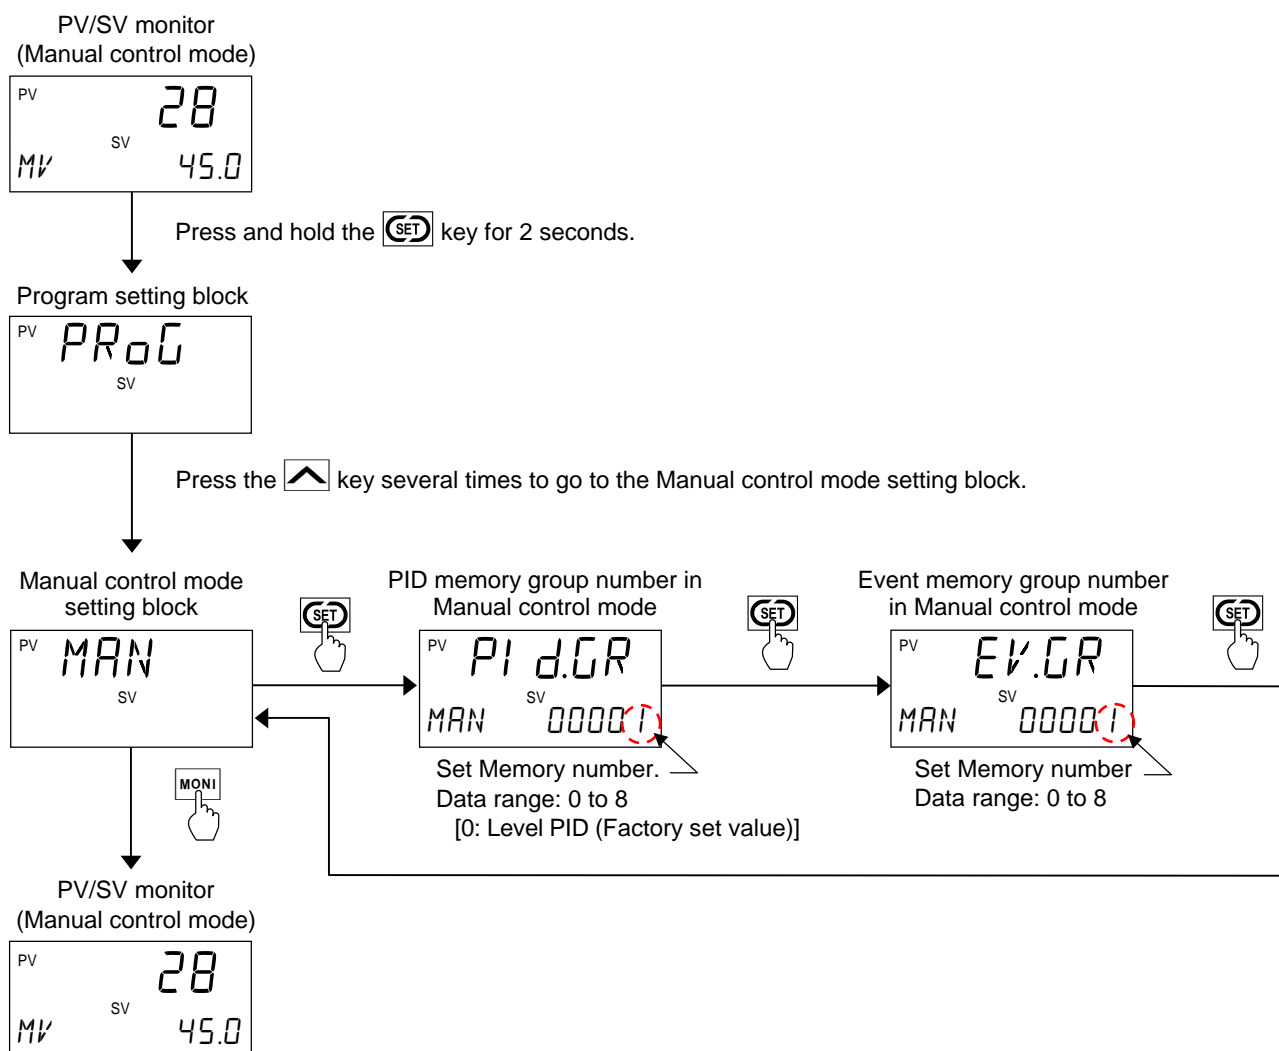 PV/SV monitor
(Manual control mode)
PV 28
SV
MV 45.0
Press and hold the SET key for 2 seconds.
Program setting block
PV PRoG
SV
Press the key several times to go to the Manual control mode setting block.
Manual control mode
setting block
PV MAN
SV
SET
PID memory group number in
Manual control mode
PV PId.GR
SV
MAN 00001
Set Memory number.
Data range: 0 to 8
[0: Level PID (Factory set value)]
SET
Event memory group number
in Manual control mode
PV EV.GR
SV
MAN 00001
Set Memory number
Data range: 0 to 8
SET
MONI
PV/SV monitor
(Manual control mode)
PV 28
SV
MV 45.0